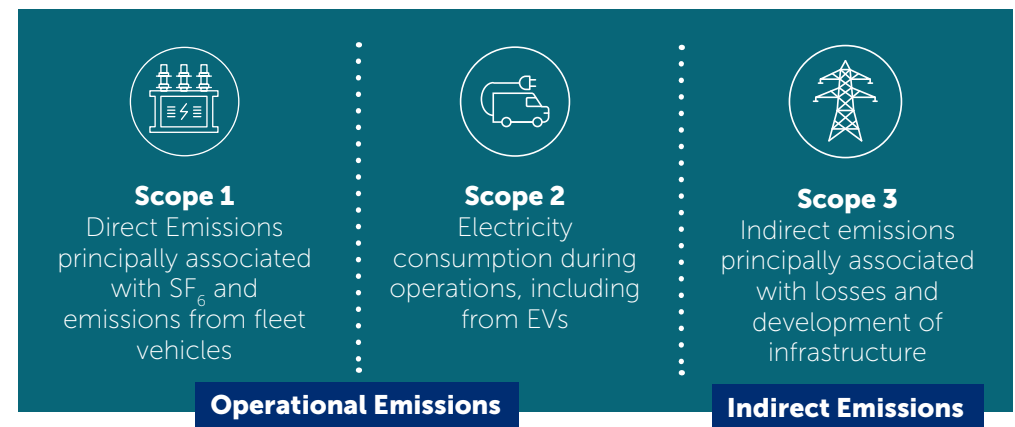 Scope 1
Direct Emissions
principally associated
with SF₆ and
emissions from fleet
vehicles
Scope 2
Electricity
consumption during
operations, including
from EVs
Scope 3
Indirect emissions
principally associated
with losses and
development of
infrastructure
Operational Emissions
Indirect Emissions